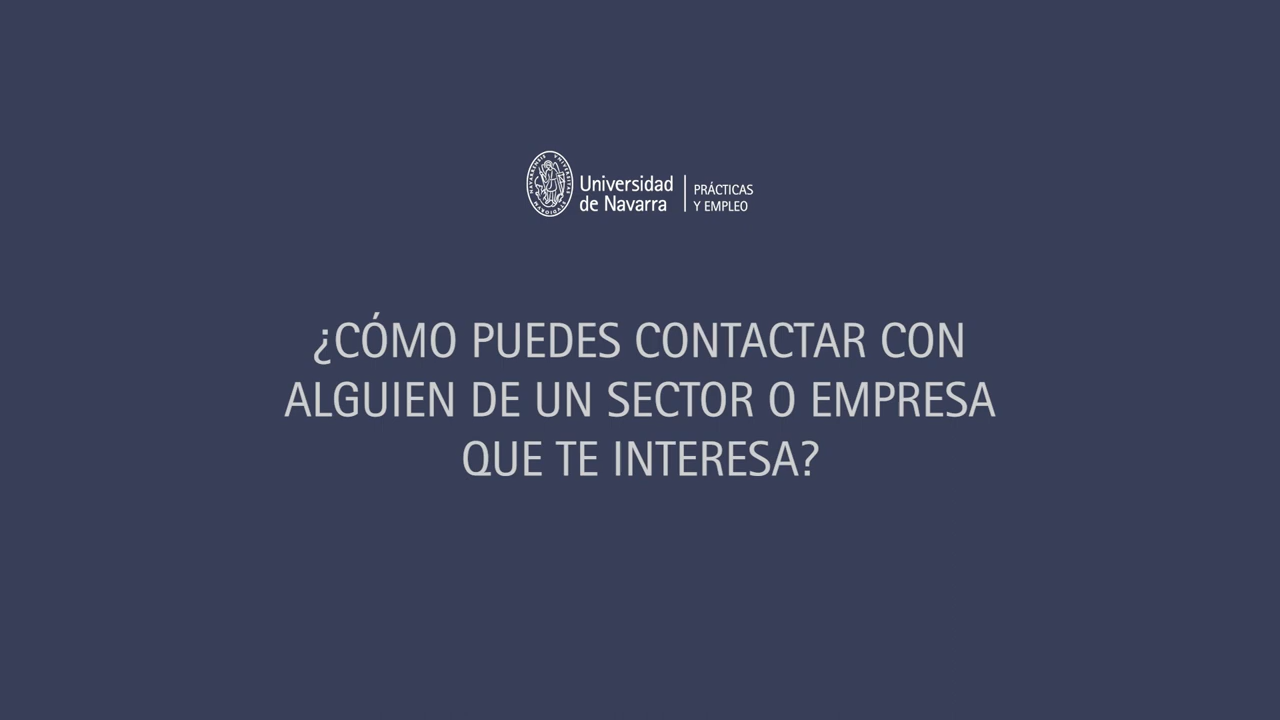 Universidad
de Navarra
PRÁCTICAS
Y EMPLEO
¿CÓMO PUEDES CONTACTAR CON
ALGUIEN DE UN SECTOR O EMPRESA
QUE TE INTERESA?